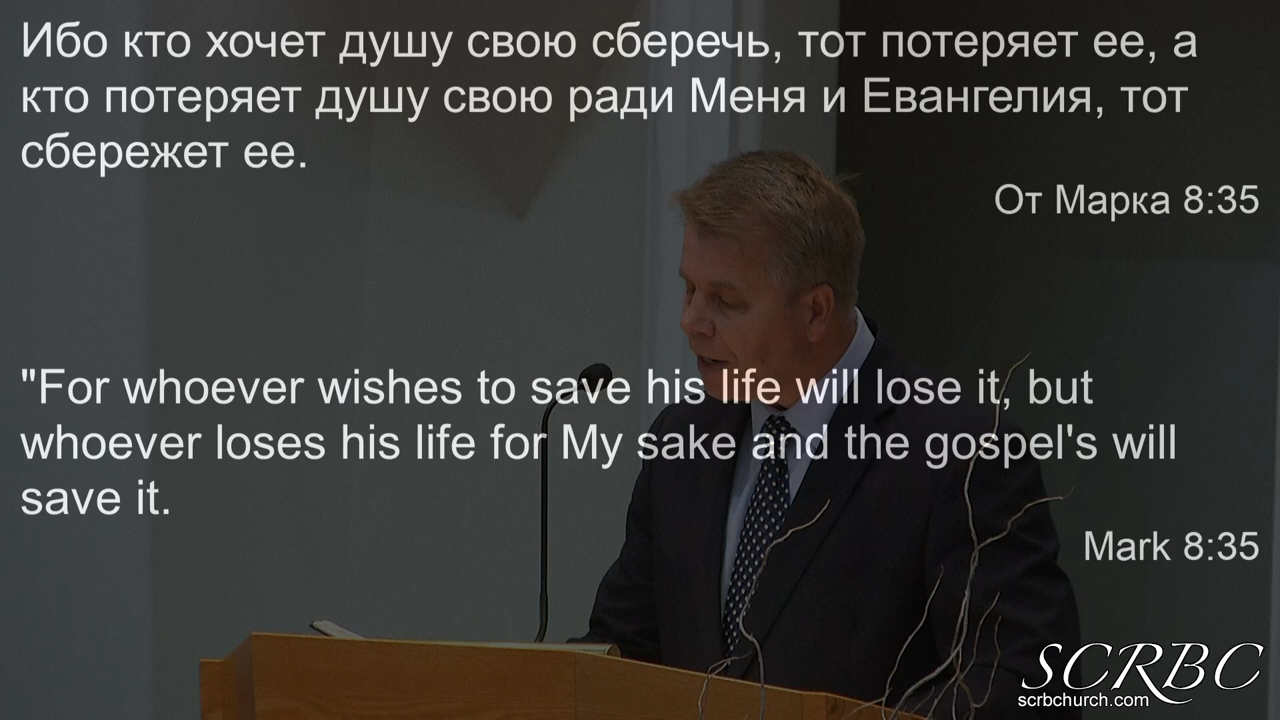 Ибо кто хочет душу свою сберечь, тот потеряет ее, а
кто потеряет душу свою ради Меня и Евангелия, тот
сбережет ее.
От Марка 8:35
"For whoever wishes to save his life will lose it, but
whoever loses his life for My sake and the gospel's will
save it.
Mark 8:35
SCRBC
scrbchurch.com